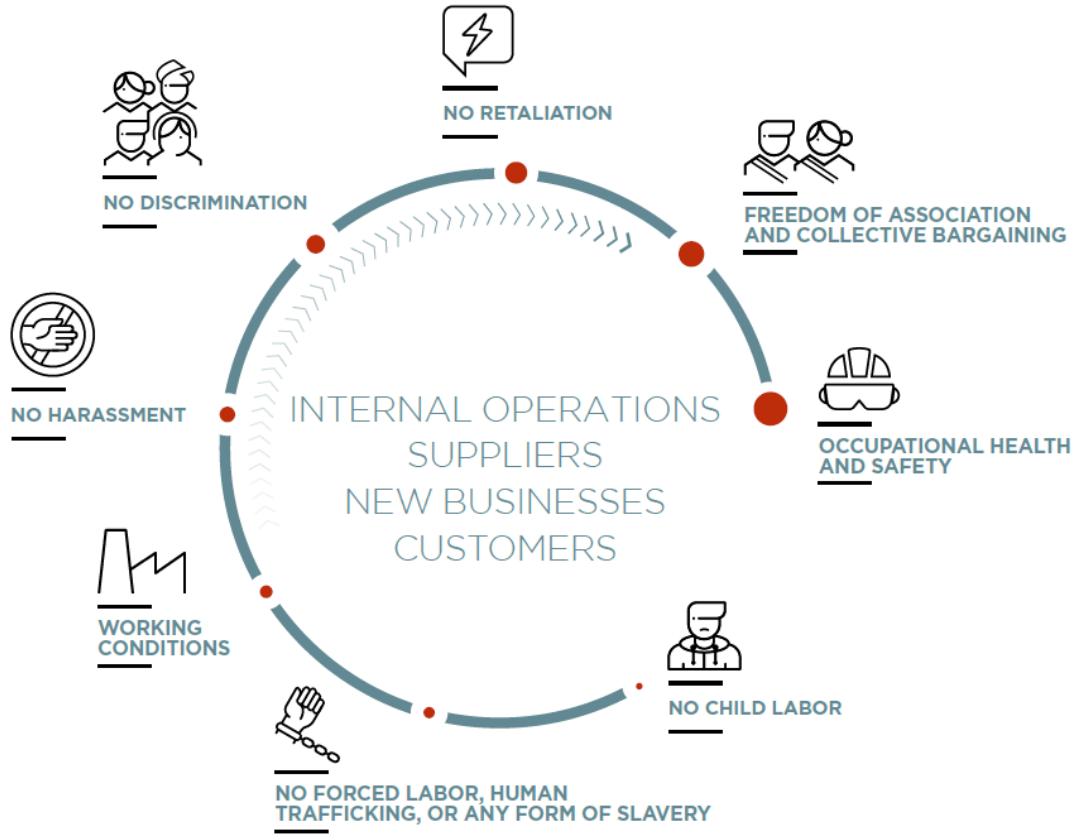 NO RETALIATION
NO DISCRIMINATION
FREEDOM OF ASSOCIATION
AND COLLECTIVE BARGAINING
NO HARASSMENT
INTERNAL OPERATIONS
SUPPLIERS
NEW BUSINESSES
CUSTOMERS
OCCUPATIONAL HEALTH
AND SAFETY
WORKING
CONDITIONS
NO CHILD LABOR
NO FORCED LABOR, HUMAN
TRAFFICKING, OR ANY FORM OF SLAVERY